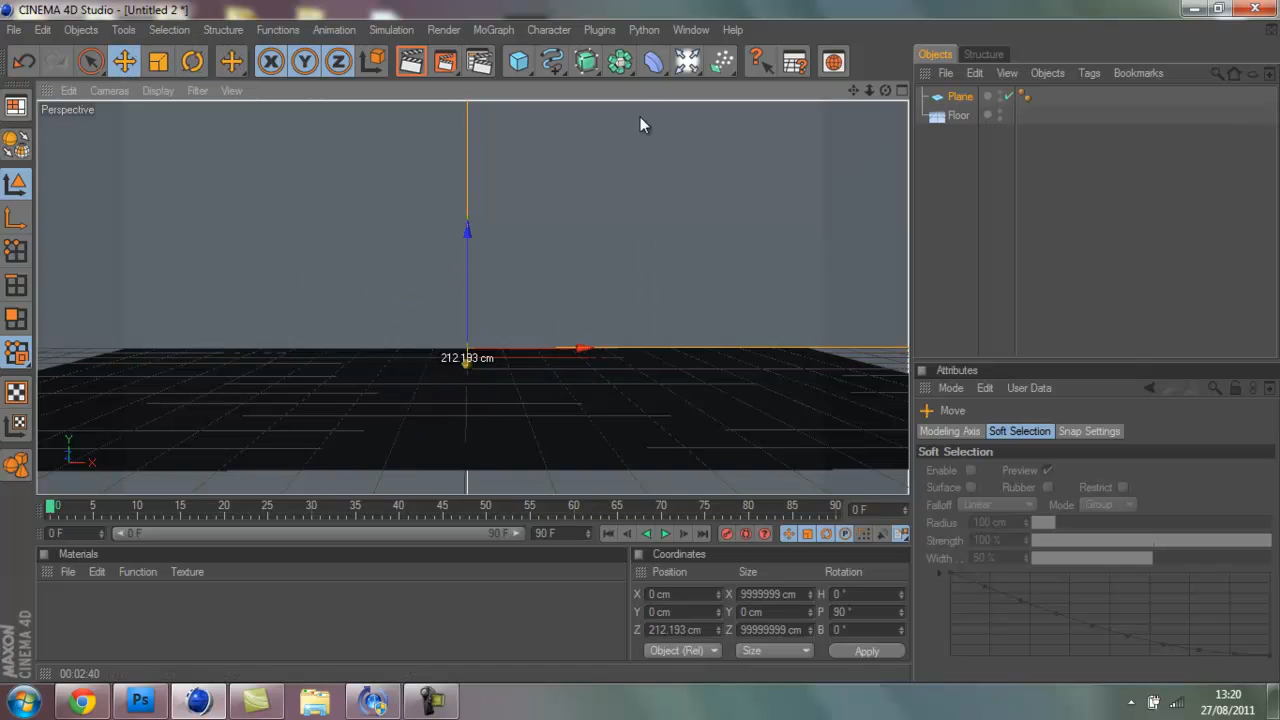 CINEMA 4D Studio - [Untitled 2 *]
File Edit Objects Tools Selection Structure Functions Animation Simulation Render MoGraph Character Plugins Python Window Help
X Y Z
Objects Structure
File Edit View Objects Tags Bookmarks
Plane
Floor
Edit Cameras Display Filter View
Perspective
212.193 cm
Y
X
Attributes
Mode Edit User Data
Move
Modeling Axis Soft Selection Snap Settings
Soft Selection
Enable Preview
Surface Rubber Restrict
Falloff Linear Mode: Group
Radius 100 cm
Strength 100 %
Width . . 50 %
0 5 10 15 20 25 30 35 40 45 50 55 60 65 70 75 80 85 90 0 F
0 F 0 F 90 F 90 F
Materials
File Edit Function Texture
Coordinates
Position Size Rotation
X 0 cm X 9999999 cm H 0 °
Y 0 cm Y 0 cm P 90 °
Z 212.193 cm Z 99999999 cm B 0 °
Object (Rel) Size Apply
MAXON
CINEMA 4D
00:02:40
Ps
13:20
27/08/2011